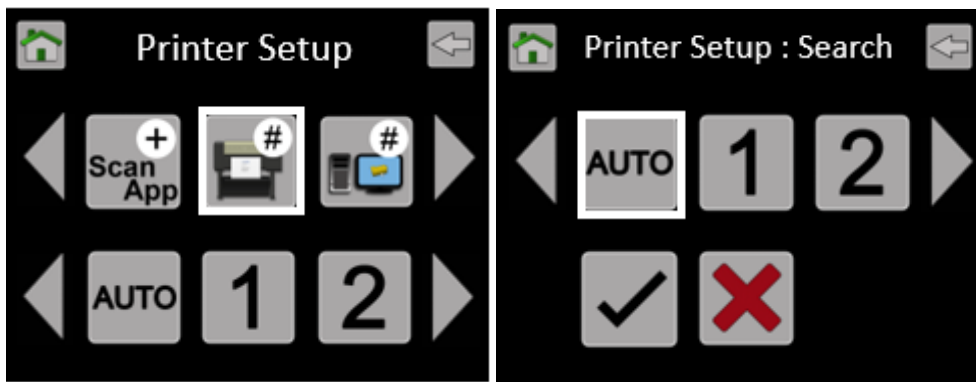 Printer Setup
+
Scan
App
#
#
AUTO 1 2
Printer Setup : Search
AUTO 1 2